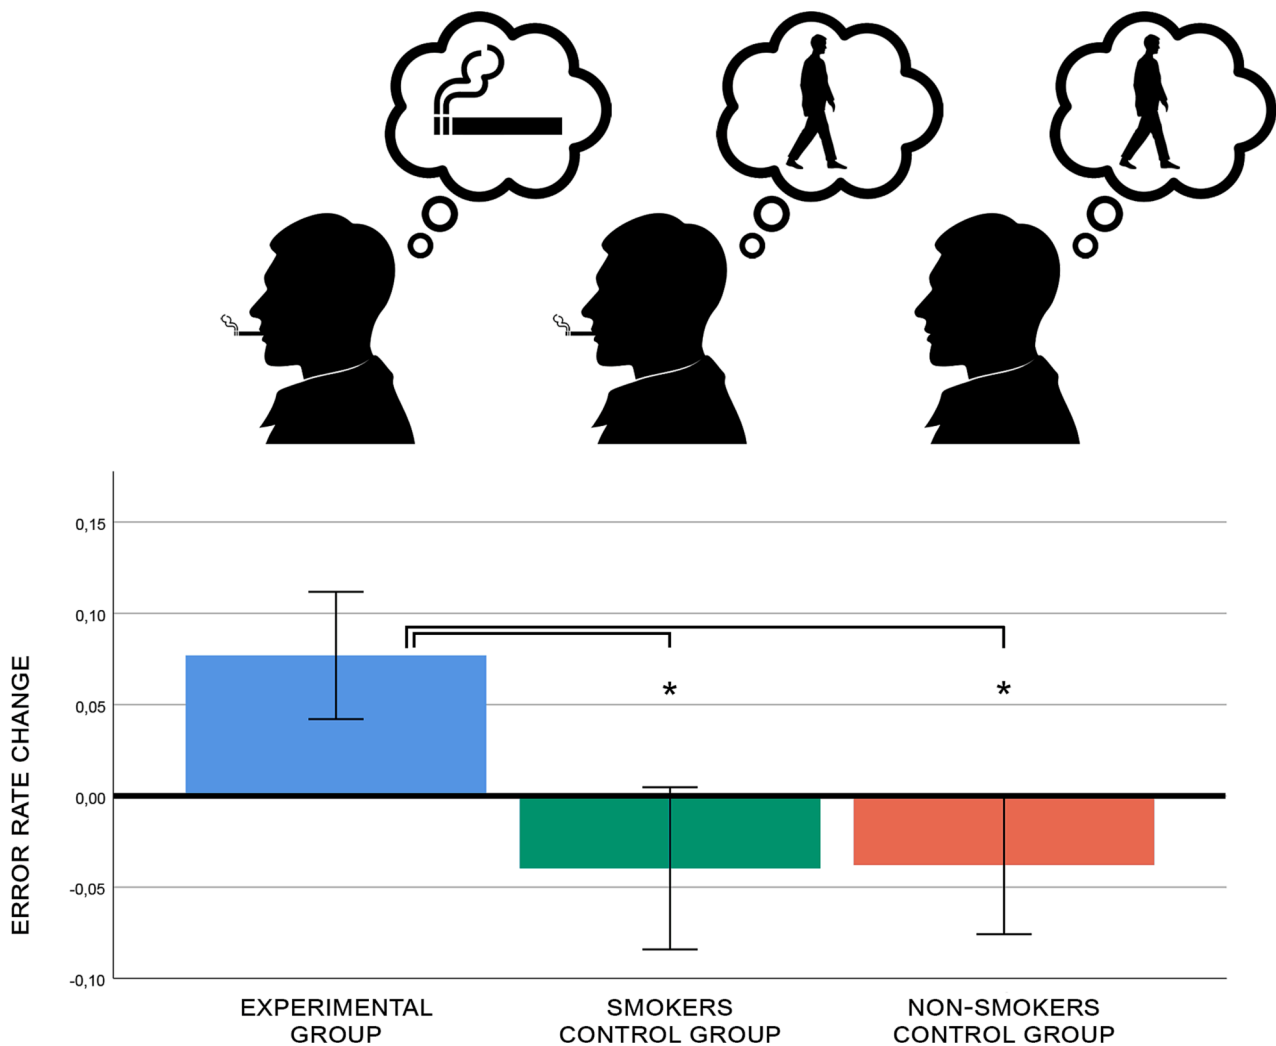 0,15
0,10
*
*
0,05
0,00
-0,05
-0,10
ERROR RATE CHANGE
EXPERIMENTAL
GROUP
SMOKERS
CONTROL GROUP
NON-SMOKERS
CONTROL GROUP